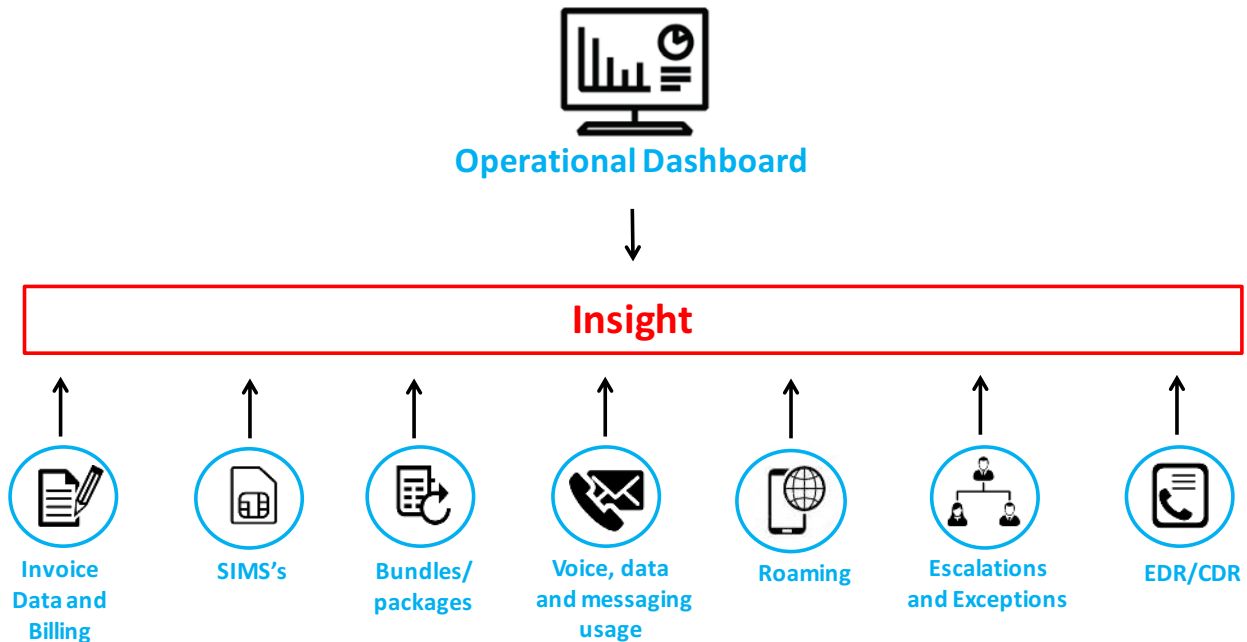 Operational Dashboard
Insight
Invoice
Data and
Billing
SIMS's
Bundles/
packages
Voice, data
and messaging
usage
Roaming
Escalations
and Exceptions
EDR/CDR